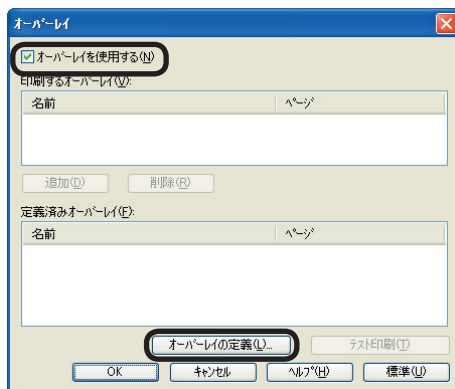 オーバーレイ
オーバーレイを使用する(N)
印刷するオーバーレイ(V):
名前 ページ
追加(D) 削除(R)
定義済みオーバーレイ(F):
名前 ページ
オーバーレイの定義(L)... テスト印刷(T)
OK キャンセル ヘルプ(H) 標準(U)